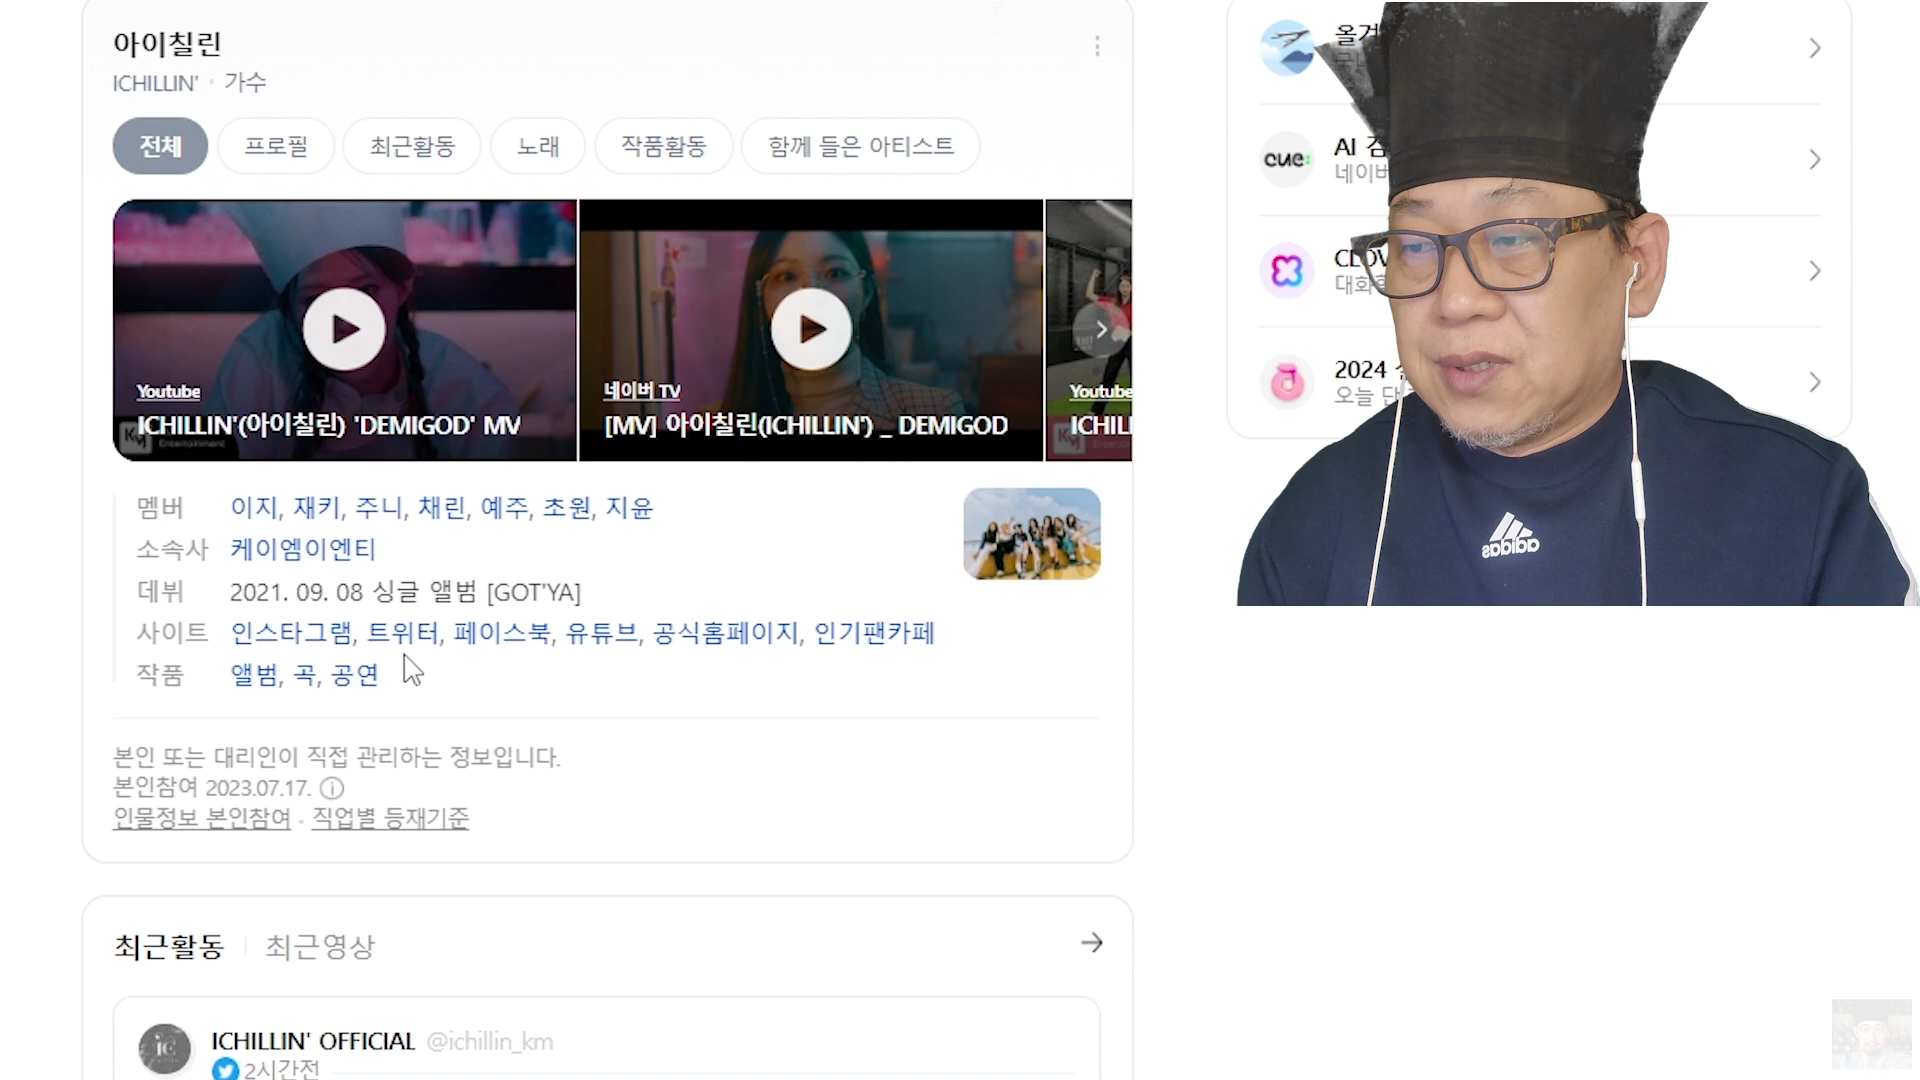 아이칠린
ICHILLIN' · 가수
전체 프로필 최근활동 노래 작품활동 함께 들은 아티스트
Youtube
ICHILLIN'(아이칠린) 'DEMIGOD' MV
네이버 TV
[MV] 아이칠린(ICHILLIN') _ DEMIGOD
Youtube
ICHILL
멤버 이지, 재키, 주니, 채린, 예주, 초원, 지윤
소속사 케이엠이엔티
데뷔 2021. 09. 08 싱글 앨범 [GOT'YA]
사이트 인스타그램, 트위터, 페이스북, 유튜브, 공식홈페이지, 인기팬카페
작품 앨범, 곡, 공연
본인 또는 대리인이 직접 관리하는 정보입니다.
본인참여 2023.07.17.
인물정보 본인참여 · 직업별 등재기준
최근활동 최근영상
ic
ICHILLIN' OFFICIAL @ichillin_km
2시간전
올겨
cue:
AI 검
네이버
CLOV
대화
2024
오늘
adidas